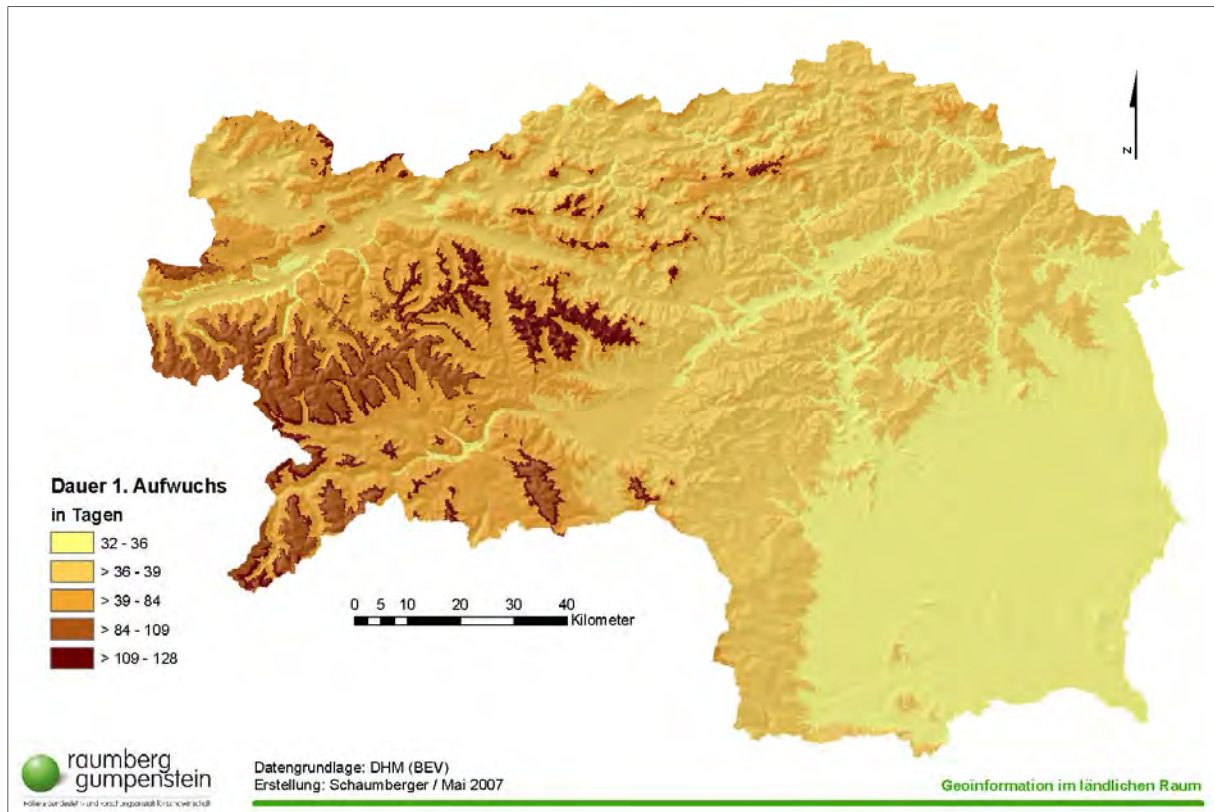 N
Dauer 1. Aufwuchs
in Tagen
32 - 36
> 36 - 39
> 39 - 84
> 84 - 109
> 109 - 128
0 5 10 20 30 40
Kilometer
raumberg
gumpenstein
Datengrundlage: DHM (BEV)
Erstellung: Schaumberger / Mai 2007
Geoinformation im ländlichen Raum